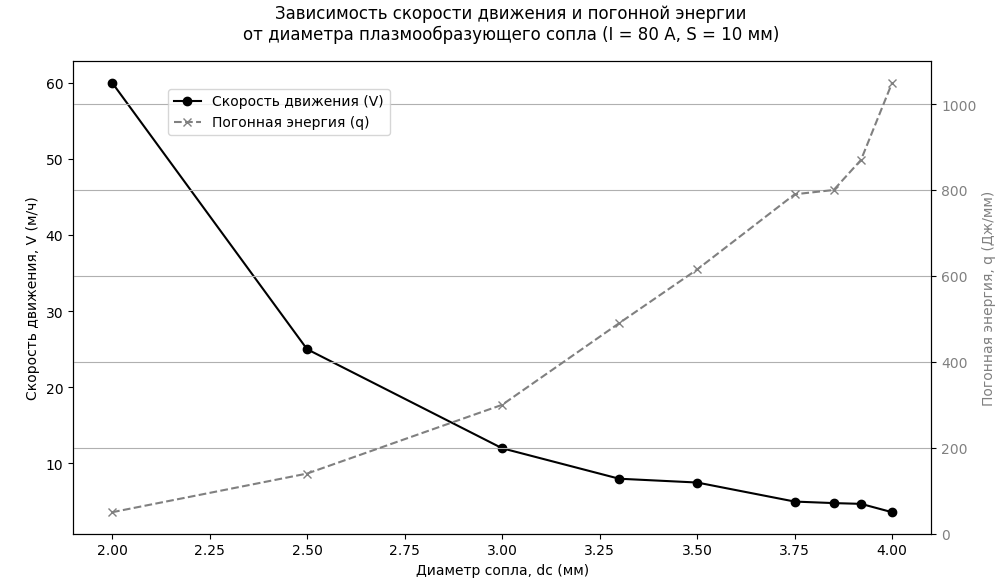 Зависимость скорости движения и погонной энергии
от диаметра плазмообразующего сопла (I = 80 А, S = 10 мм)
Скорость движения (V)
Погонная энергия (q)
Скорость движения, V (м/ч)
60
50
40
30
20
10
1000
800
600
400
200
0
Погонная энергия, q (Дж/мм)
2.00 2.25 2.50 2.75 3.00 3.25 3.50 3.75 4.00
Диаметр сопла, dс (мм)